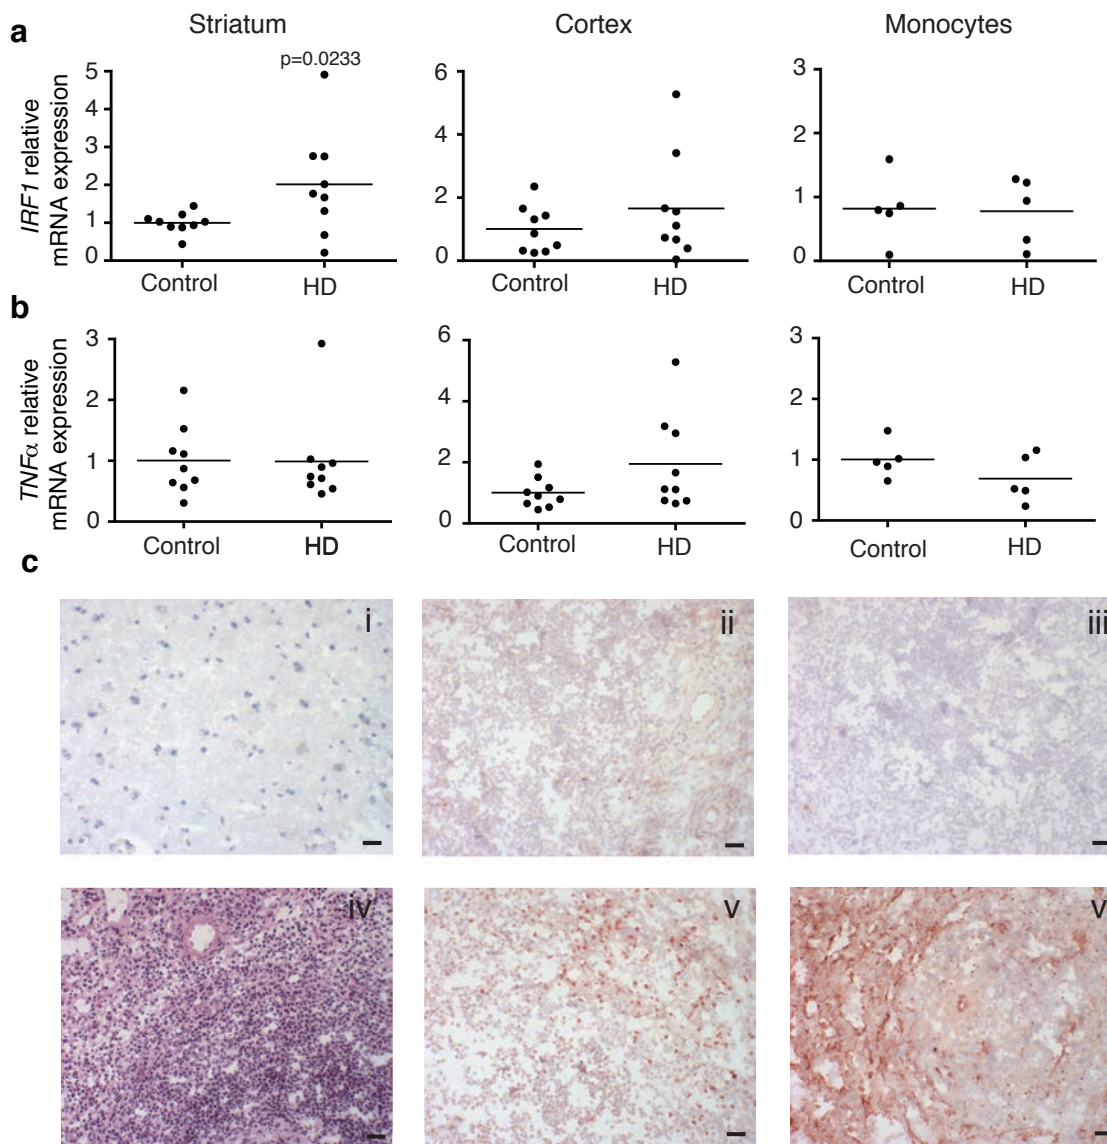 Striatum Cortex Monocytes
a
p=0.0233
IRF1 relative
mRNA expression
5
4
3
2
1
0
Control HD
6
4
2
0
Control HD
3
2
1
0
Control HD
b
TNFα relative
mRNA expression
3
2
1
0
Control HD
6
4
2
0
Control HD
3
2
1
0
Control HD
c
i ii iii
iv v v